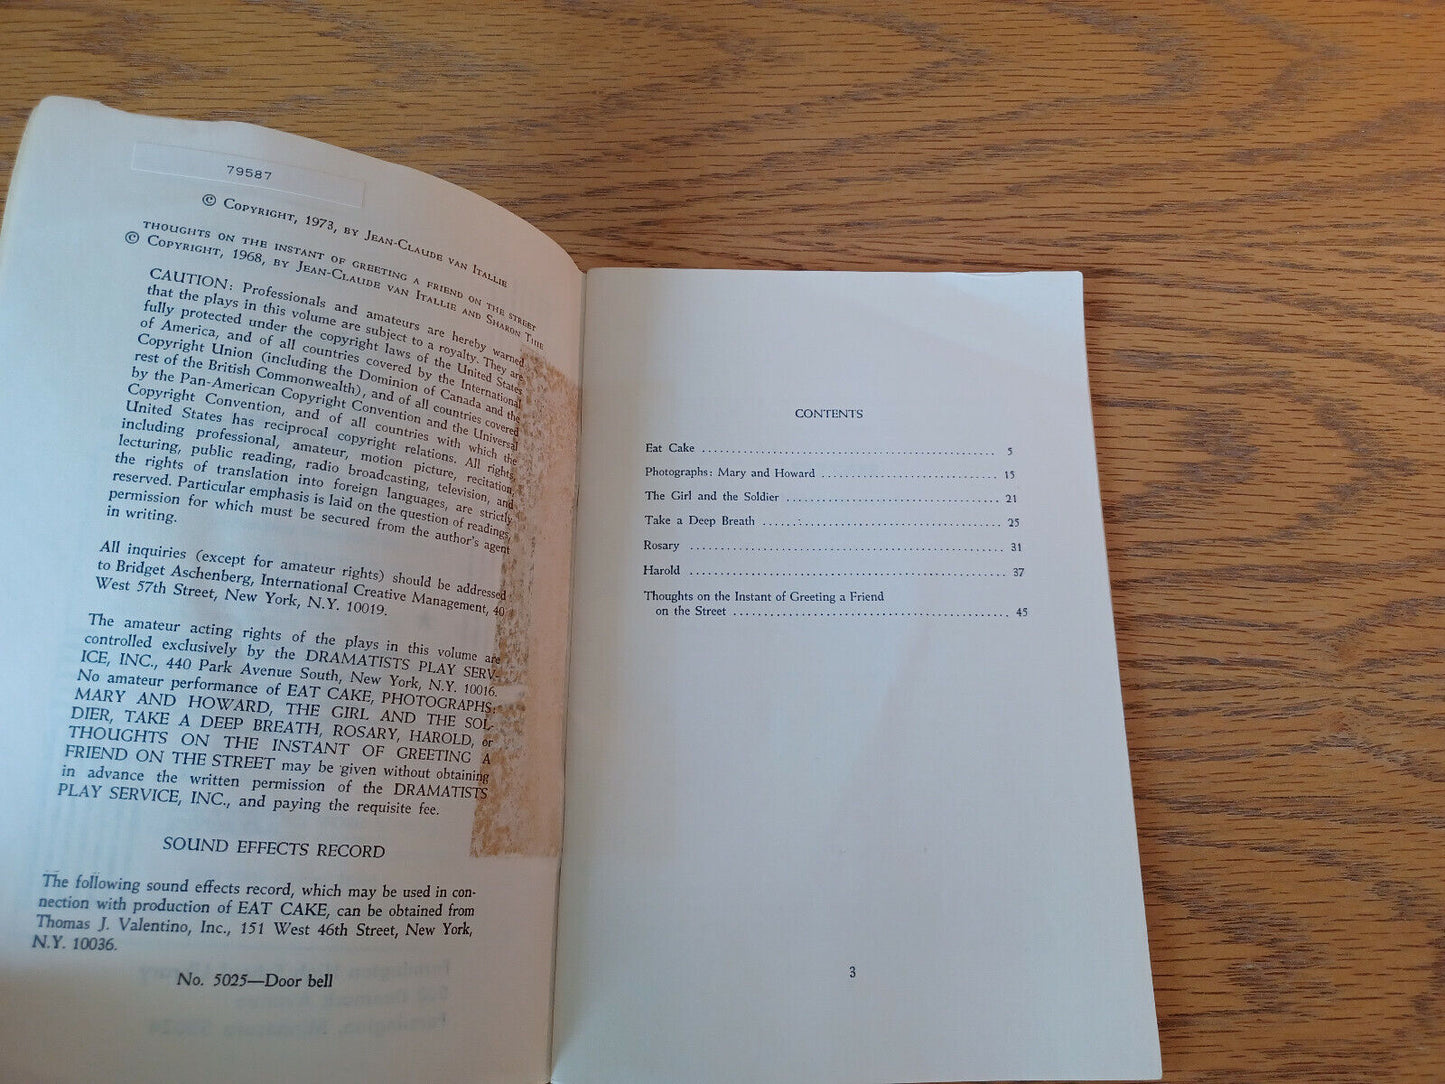 79587
© Copyright, 1973, by Jean-Claude van Itallie
THOUGHTS ON THE INSTANT OF GREETING A FRIEND ON THE STREET
© Copyright, 1968, by Jean-Claude van Itallie and Sharon Thie
CAUTION: Professionals and amateurs are hereby warned
that the plays in this volume are subject to a royalty. They are
fully protected under the copyright laws of the United States
of America, and of all countries covered by the International
Copyright Union (including the Dominion of Canada and the
rest of the British Commonwealth), and of all countries covered
by the Pan-American Copyright Convention and the Universal
Copyright Convention, and of all countries with which the
United States has reciprocal copyright relations. All rights,
including professional, amateur, motion picture, recitation,
lecturing, public reading, radio broadcasting, television, and
the rights of translation into foreign languages, are strictly
reserved. Particular emphasis is laid on the question of readings,
permission for which must be secured from the author's agent
in writing.
All inquiries (except for amateur rights) should be addressed
to Bridget Aschenberg, International Creative Management, 40
West 57th Street, New York, N.Y. 10019.
The amateur acting rights of the plays in this volume are
controlled exclusively by the DRAMATISTS PLAY SERV-
ICE, INC., 440 Park Avenue South, New York, N.Y. 10016.
No amateur performance of EAT CAKE, PHOTOGRAPHS:
MARY AND HOWARD, THE GIRL AND THE SOL-
DIER, TAKE A DEEP BREATH, ROSARY, HAROLD, or
THOUGHTS ON THE INSTANT OF GREETING A
FRIEND ON THE STREET may be given without obtaining
in advance the written permission of the DRAMATISTS
PLAY SERVICE, INC., and paying the requisite fee.
SOUND EFFECTS RECORD
The following sound effects record, which may be used in con-
nection with production of EAT CAKE, can be obtained from
Thomas J. Valentino, Inc., 151 West 46th Street, New York,
N.Y. 10036.
No. 5025—Door bell
CONTENTS
Eat Cake ........................................ 5
Photographs: Mary and Howard ........................ 15
The Girl and the Soldier ............................. 21
Take a Deep Breath ................................. 25
Rosary ........................................... 31
Harold ........................................... 37
Thoughts on the Instant of Greeting a Friend
on the Street ..................................... 45
3